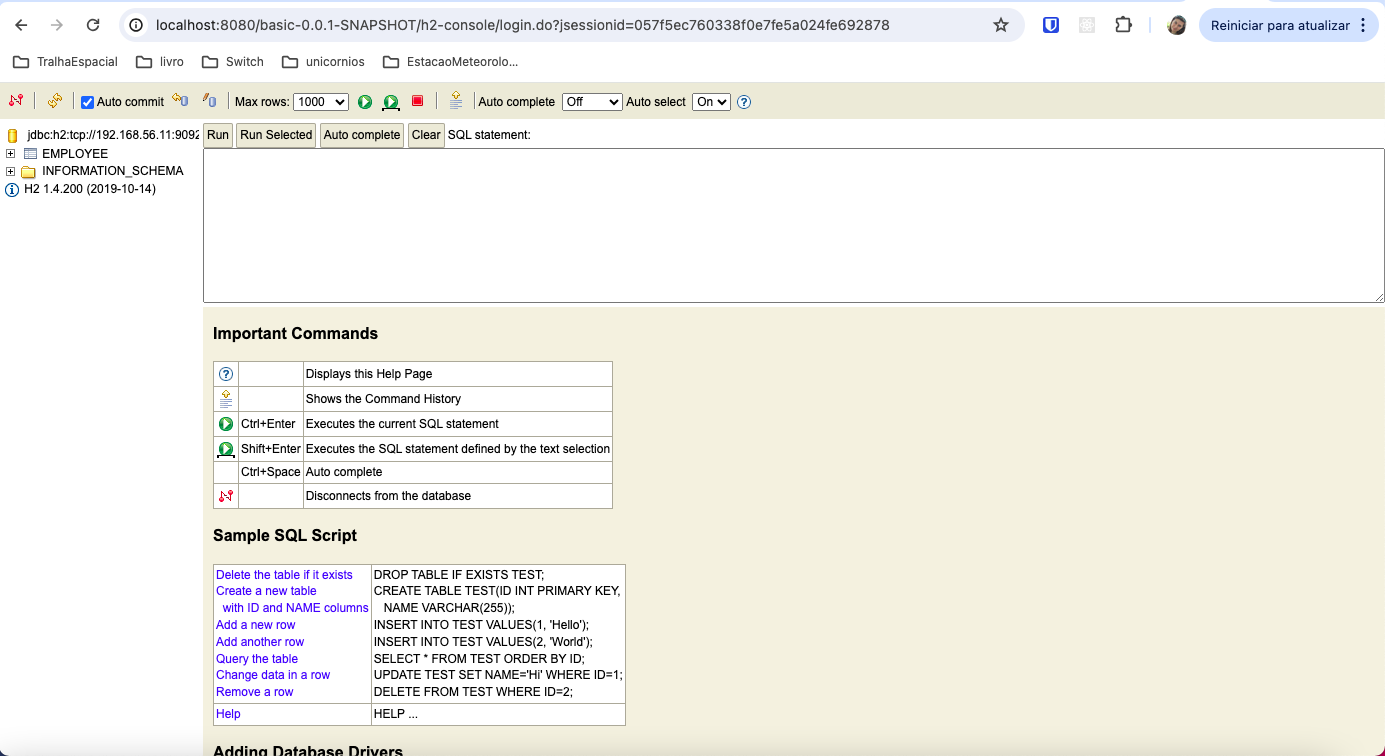 localhost:8080/basic-0.0.1-SNAPSHOT/h2-console/login.do?jsessionid=057f5ec760338f0e7fe5a024fe692878
Reiniciar para atualizar
TralhaEspacial livro Switch unicornios EstacaoMeteorolo...
Auto commit Max rows: 1000 Auto complete Off Auto select On
jdbc:h2:tcp://192.168.56.11:9092
Run Run Selected Auto complete Clear SQL statement:
EMPLOYEE
INFORMATION_SCHEMA
H2 1.4.200 (2019-10-14)
Important Commands
Displays this Help Page
Shows the Command History
Ctrl+Enter Executes the current SQL statement
Shift+Enter Executes the SQL statement defined by the text selection
Ctrl+Space Auto complete
Disconnects from the database
Sample SQL Script
Delete the table if it exists DROP TABLE IF EXISTS TEST;
Create a new table CREATE TABLE TEST(ID INT PRIMARY KEY,
with ID and NAME columns NAME VARCHAR(255));
Add a new row INSERT INTO TEST VALUES(1, 'Hello');
Add another row INSERT INTO TEST VALUES(2, 'World');
Query the table SELECT * FROM TEST ORDER BY ID;
Change data in a row UPDATE TEST SET NAME='Hi' WHERE ID=1;
Remove a row DELETE FROM TEST WHERE ID=2;
Help HELP ...
Adding Database Drivers